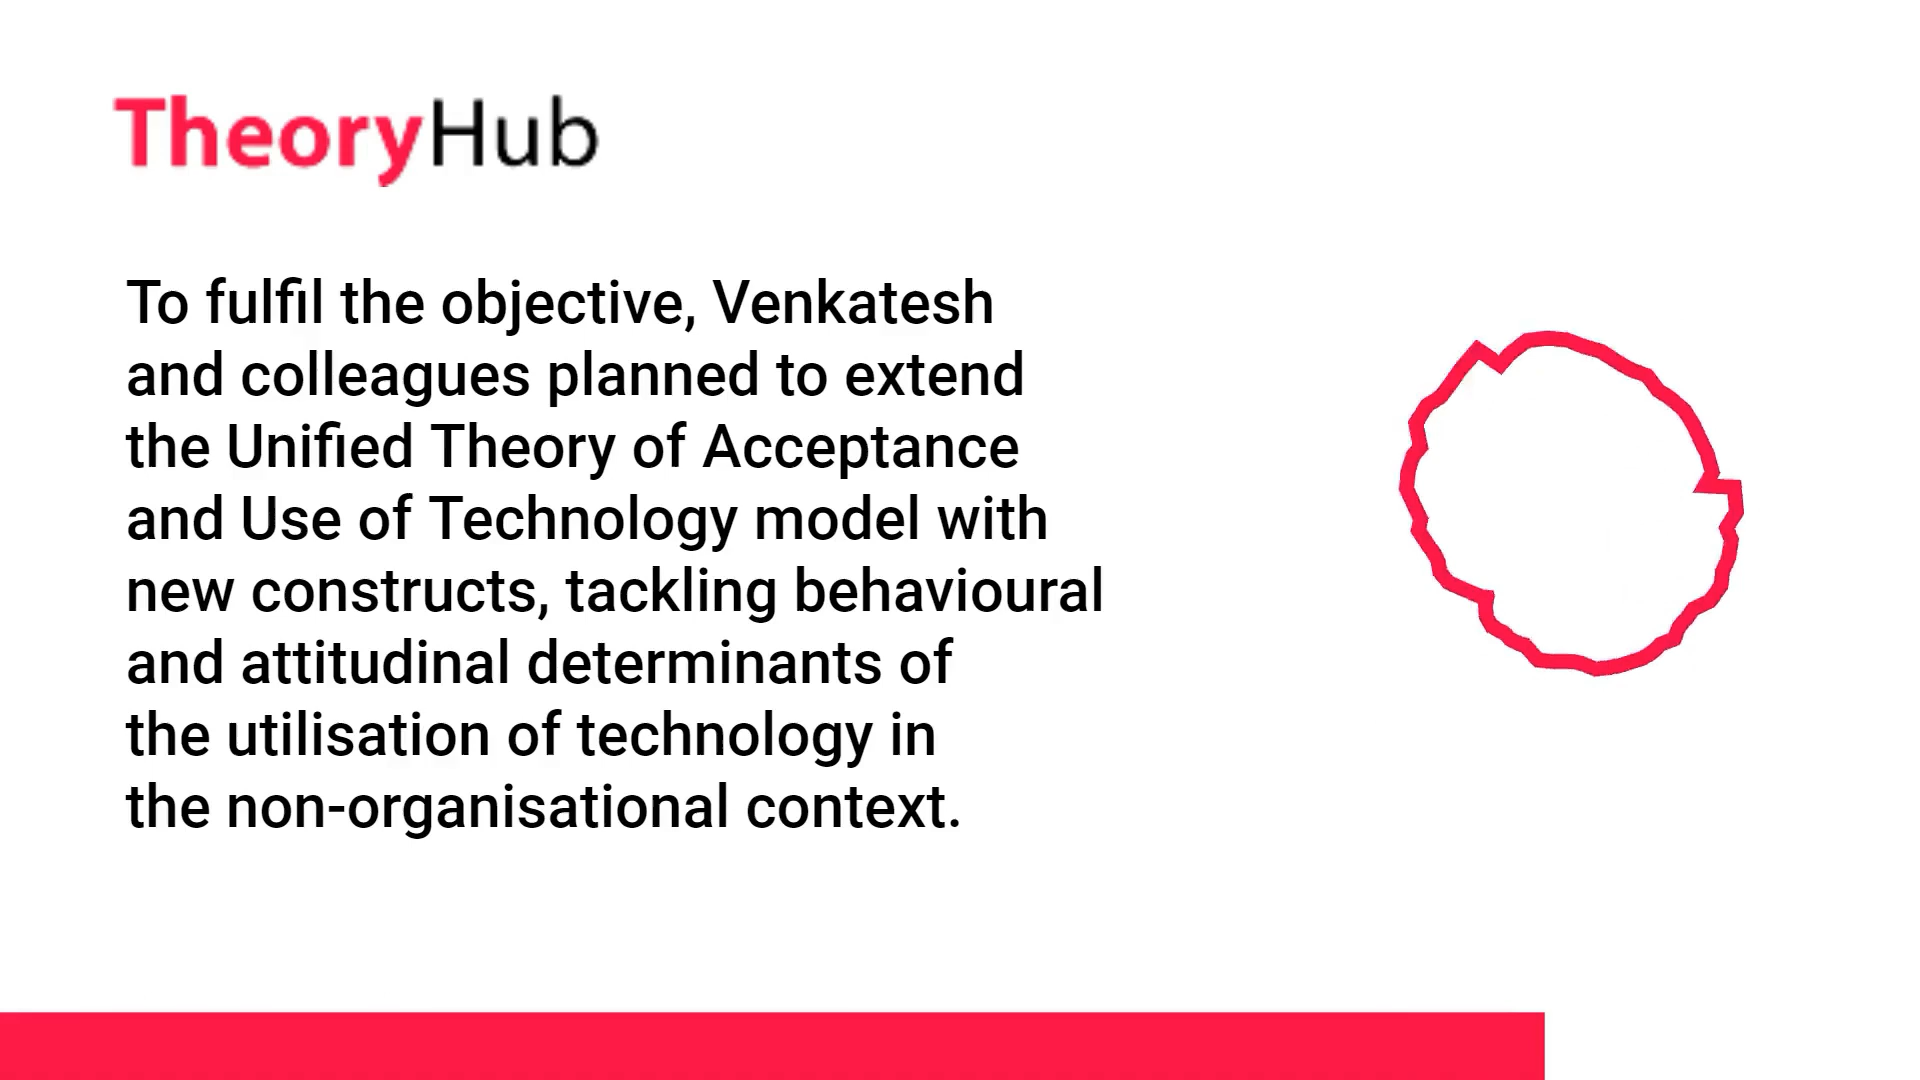 TheoryHub
To fulfil the objective, Venkatesh
and colleagues planned to extend
the Unified Theory of Acceptance
and Use of Technology model with
new constructs, tackling behavioural
and attitudinal determinants of
the utilisation of technology in
the non-organisational context.